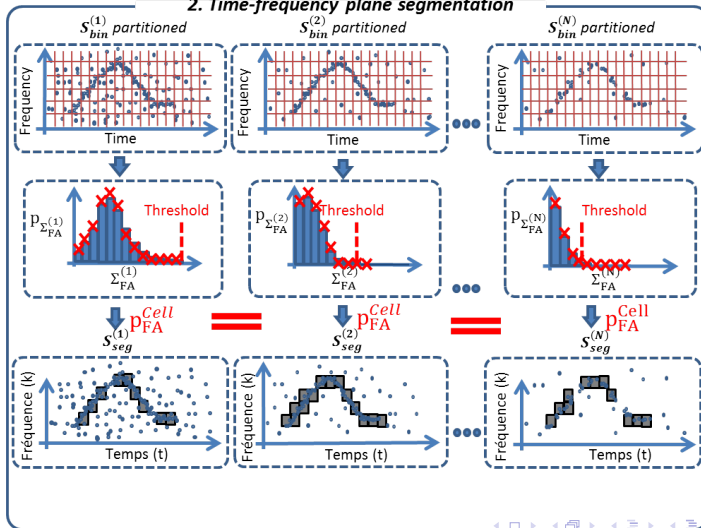 2. Time-frequency plane segmentation
S_bin^(1) partitioned
S_bin^(2) partitioned
S_bin^(N) partitioned
Frequency
Time
Frequency
Time
Frequency
Time
p_Σ_FA^(1)
Threshold
Σ_FA^(1)
p_Σ_FA^(2)
Threshold
Σ_FA^(2)
p_Σ_FA^(N)
Threshold
Σ_FA^(N)
p_FA^Cell
=
p_FA^Cell
=
p_FA^Cell
S_seg^(1)
S_seg^(2)
S_seg^(N)
Fréquence (k)
Temps (t)
Fréquence (k)
Temps (t)
Fréquence (k)
Temps (t)